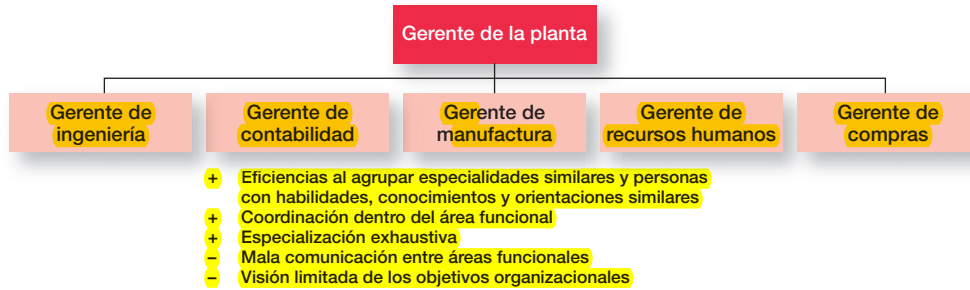 Gerente de la planta
Gerente de
ingeniería
Gerente de
contabilidad
Gerente de
manufactura
Gerente de
recursos humanos
Gerente de
compras
+ Eficiencias al agrupar especialidades similares y personas
con habilidades, conocimientos y orientaciones similares
+ Coordinación dentro del área funcional
+ Especialización exhaustiva
– Mala comunicación entre áreas funcionales
– Visión limitada de los objetivos organizacionales